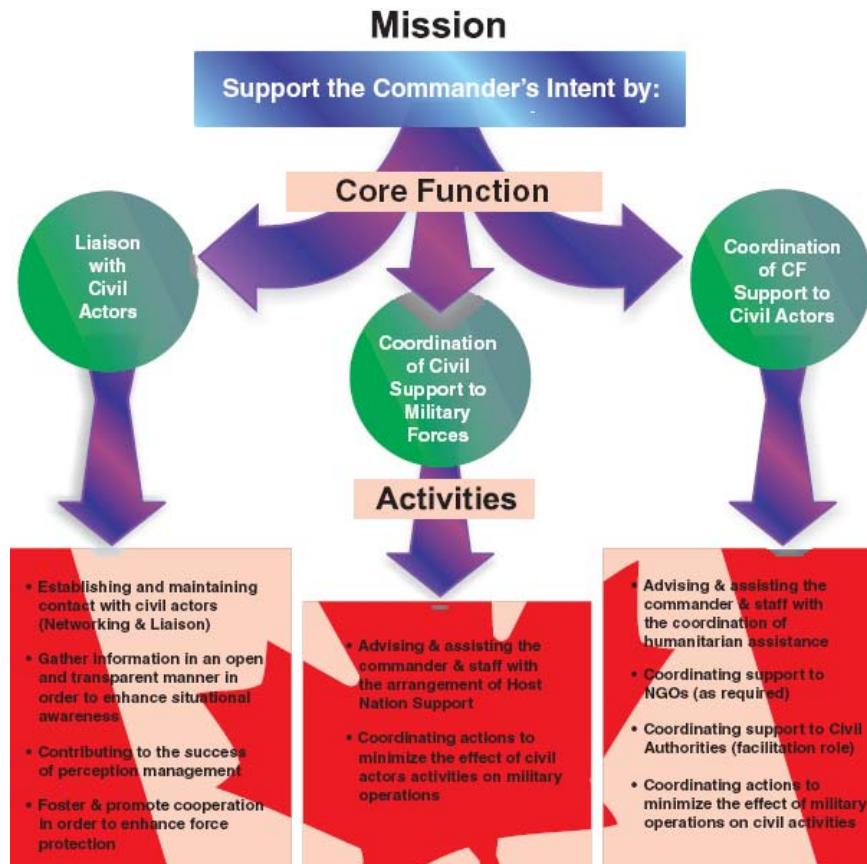 Mission
Support the Commander's Intent by:
Core Function
Liaison
with
Civil
Actors
Coordination
of Civil
Support to
Military
Forces
Coordination
of CF
Support to
Civil Actors
Activities
• Establishing and maintaining
contact with civil actors
(Networking & Liaison)
• Gather information in an open
and transparent manner in
order to enhance situational
awareness
• Contributing to the success
of perception management
• Foster & promote cooperation
in order to enhance force
protection
• Advising & assisting the
commander & staff with
the arrangement of Host
Nation Support
• Coordinating actions to
minimize the effect of civil
actors activities on military
operations
• Advising & assisting the
commander & staff with
the coordination of
humanitarian assistance
• Coordinating support to
NGOs (as required)
• Coordinating support to Civil
Authorities (facilitation role)
• Coordinating actions to
minimize the effect of military
operations on civil activities